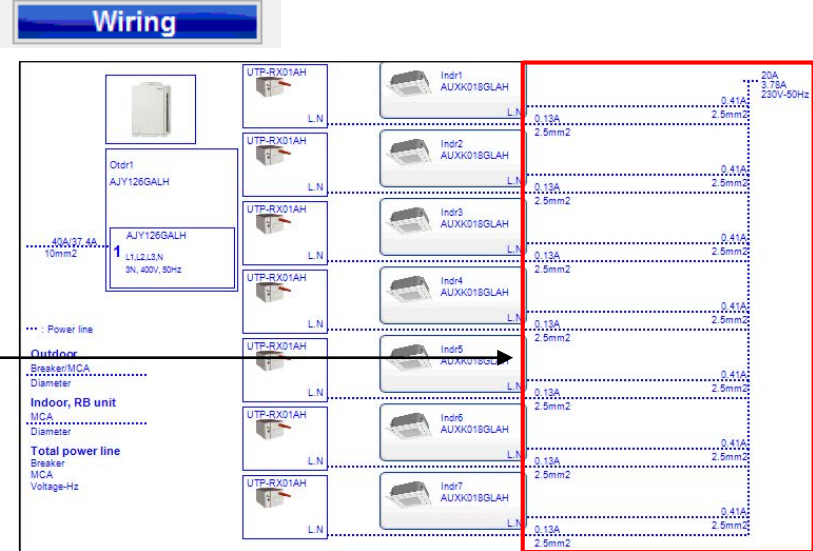 Wiring
20A
3.78A
230V-50Hz
UTP-RX01AH
Indr1
AUXK018GLAH
0.41A
2.5mm2
L.N
L.N
0.13A
2.5mm2
UTP-RX01AH
Indr2
AUXK018GLAH
0.41A
2.5mm2
L.N
L.N
0.13A
2.5mm2
Otdr1
AJY126GALH
UTP-RX01AH
Indr3
AUXK018GLAH
0.41A
2.5mm2
L.N
L.N
0.13A
2.5mm2
40A/37.4A
10mm2
AJY126GALH
1
L1,L2,L3,N
3N, 400V, 50Hz
UTP-RX01AH
Indr4
AUXK018GLAH
0.41A
2.5mm2
L.N
L.N
0.13A
2.5mm2
••• : Power line
Outdoor
Breaker/MCA
Diameter
UTP-RX01AH
Indr5
AUXK018GLAH
0.41A
2.5mm2
L.N
L.N
0.13A
2.5mm2
Indoor, RB unit
MCA
Diameter
UTP-RX01AH
Indr6
AUXK018GLAH
0.41A
2.5mm2
L.N
L.N
0.13A
2.5mm2
Total power line
Breaker
MCA
Voltage-Hz
UTP-RX01AH
Indr7
AUXK018GLAH
0.41A
2.5mm2
L.N
L.N
0.13A
2.5mm2